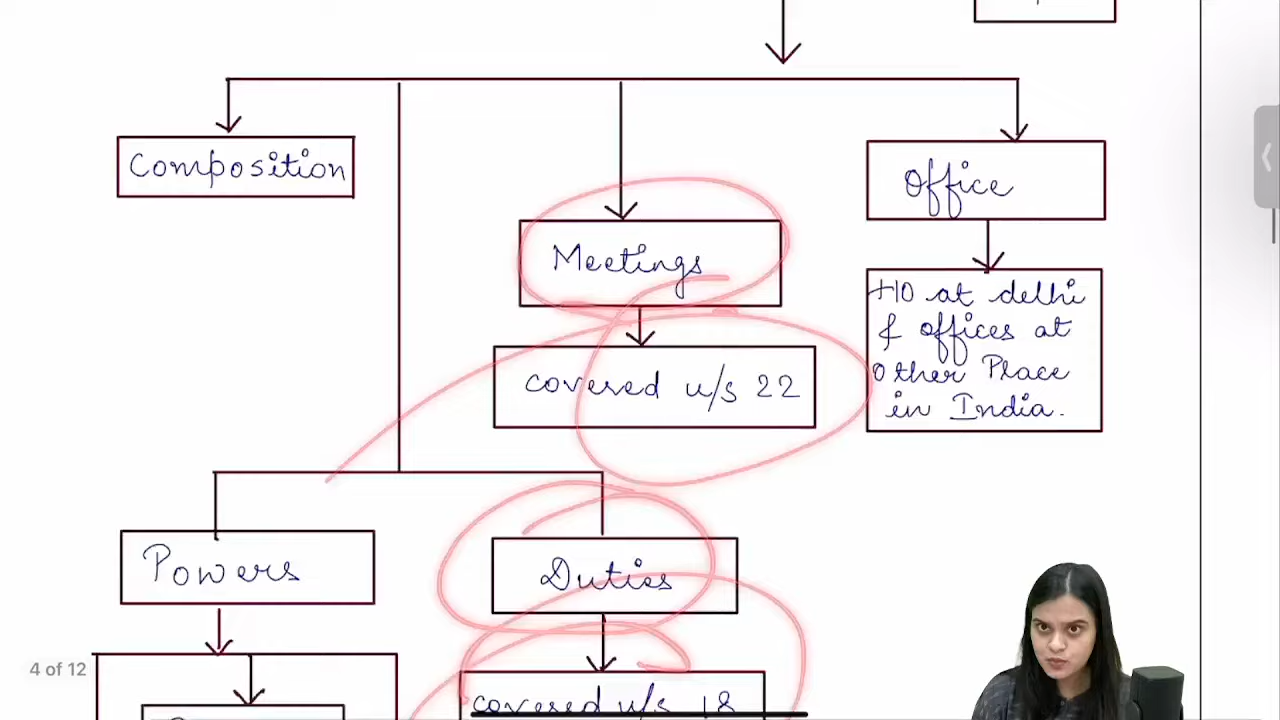 Composition
Office
Meetings
HO at delhi
& offices at
other Place
in India.
covered u/s 22
Powers
Duties
4 of 12
covered u/s 18